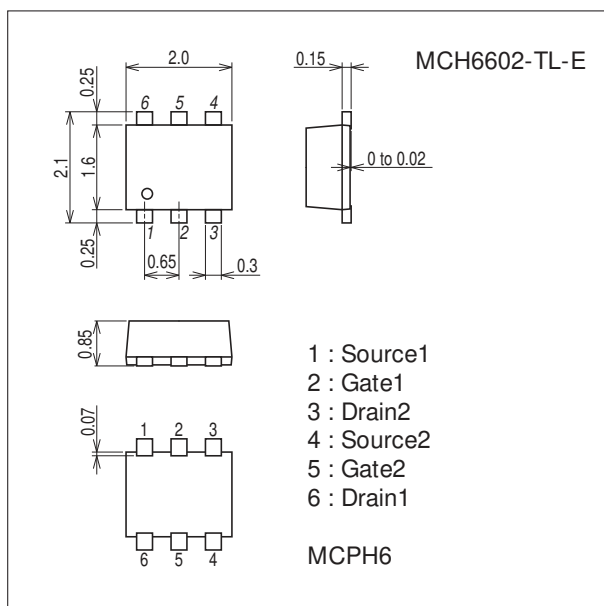 MCH6602-TL-E
2.0
0.15
0.25
6 5 4
2.1
1.6
0 to 0.02
0.25
1 2 3
0.65
0.3
0.85
1 : Source1
2 : Gate1
3 : Drain2
4 : Source2
5 : Gate2
6 : Drain1
0.07
1 2 3
6 5 4
MCPH6